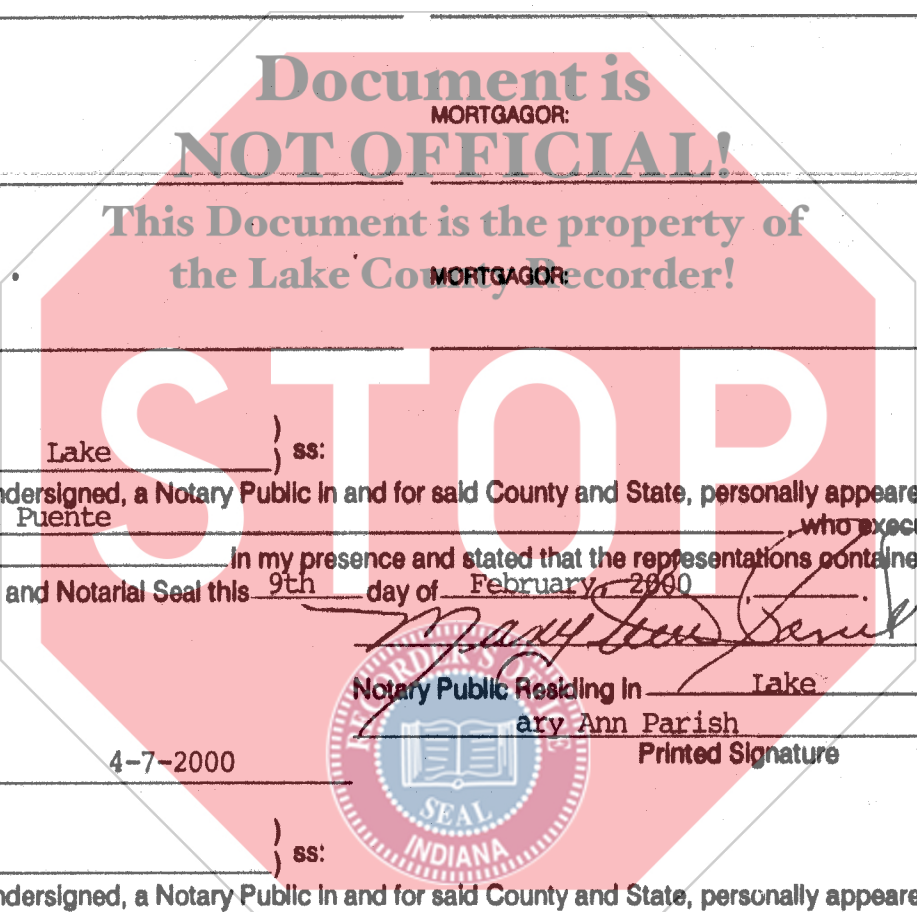 Document is
MORTGAGOR:
NOT OFFICIAL!
This Document is the property of
the Lake County Recorder!
MORTGAGOR:
STOP
Lake ) ss:
ndersigned, a Notary Public in and for said County and State, personally appeare
Puente , who execu
in my presence and stated that the representations containe
and Notarial Seal this 9th day of February 2000 , .
Mary Ann Parish
Notary Public Residing in Lake
ary Ann Parish
Printed Signature
4-7-2000
RECORDER'S OFFICE
SEAL
INDIANA
) ss:
ndersigned, a Notary Public in and for said County and State, personally appeare